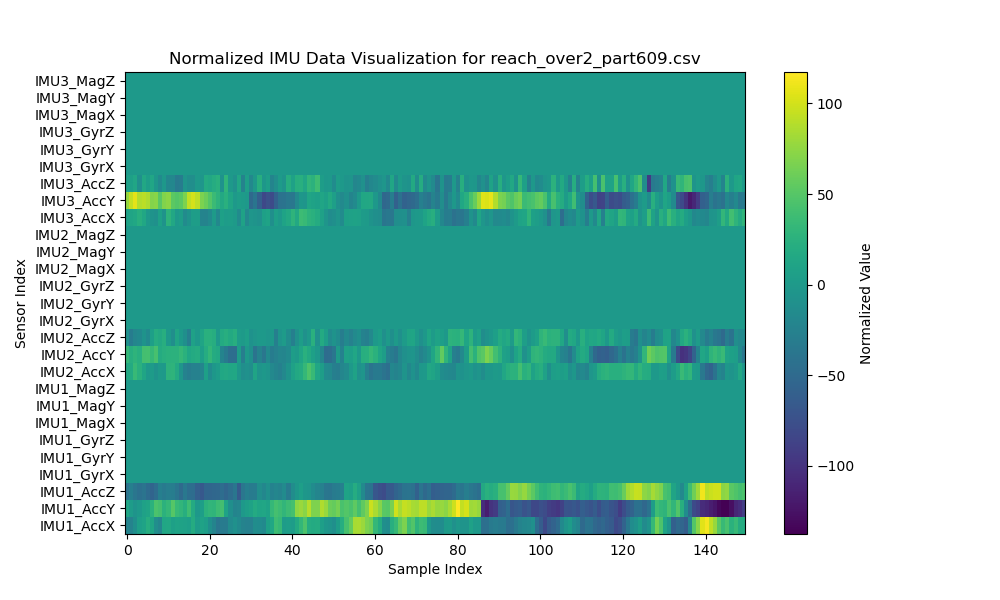 Normalized IMU Data Visualization for reach_over2_part609.csv
IMU3_MagZ
IMU3_MagY
IMU3_MagX
IMU3_GyrZ
IMU3_GyrY
IMU3_GyrX
IMU3_AccZ
IMU3_AccY
IMU3_AccX
IMU2_MagZ
IMU2_MagY
IMU2_MagX
IMU2_GyrZ
IMU2_GyrY
IMU2_GyrX
IMU2_AccZ
IMU2_AccY
IMU2_AccX
IMU1_MagZ
IMU1_MagY
IMU1_MagX
IMU1_GyrZ
IMU1_GyrY
IMU1_GyrX
IMU1_AccZ
IMU1_AccY
IMU1_AccX
Sensor Index
0 20 40 60 80 100 120 140
Sample Index
100
50
0
−50
−100
Normalized Value